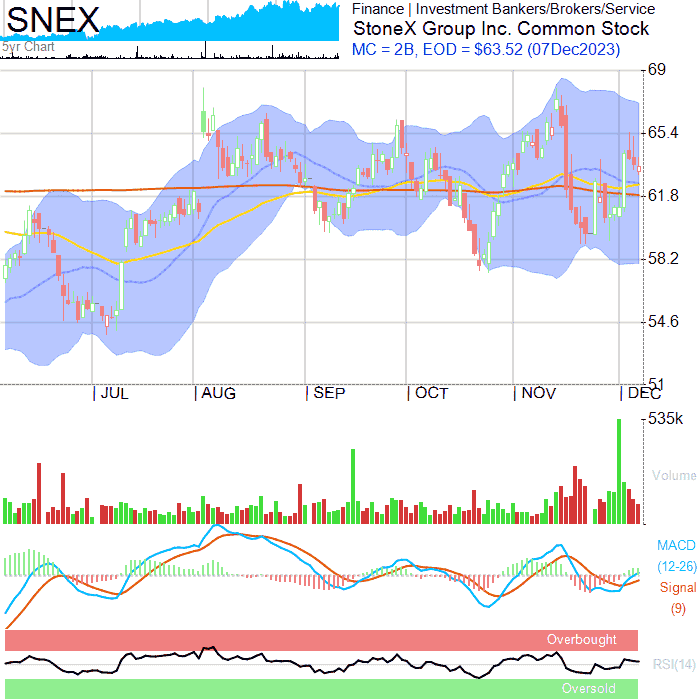 SNEX
5yr Chart
Finance | Investment Bankers/Brokers/Service
StoneX Group Inc. Common Stock
MC = 2B, EOD = $63.52 (07Dec2023)
69
65.4
61.8
58.2
54.6
51
JUL AUG SEP OCT NOV DEC
535k
Volume
MACD
(12-26)
Signal
(9)
Overbought
RSI(14)
Oversold